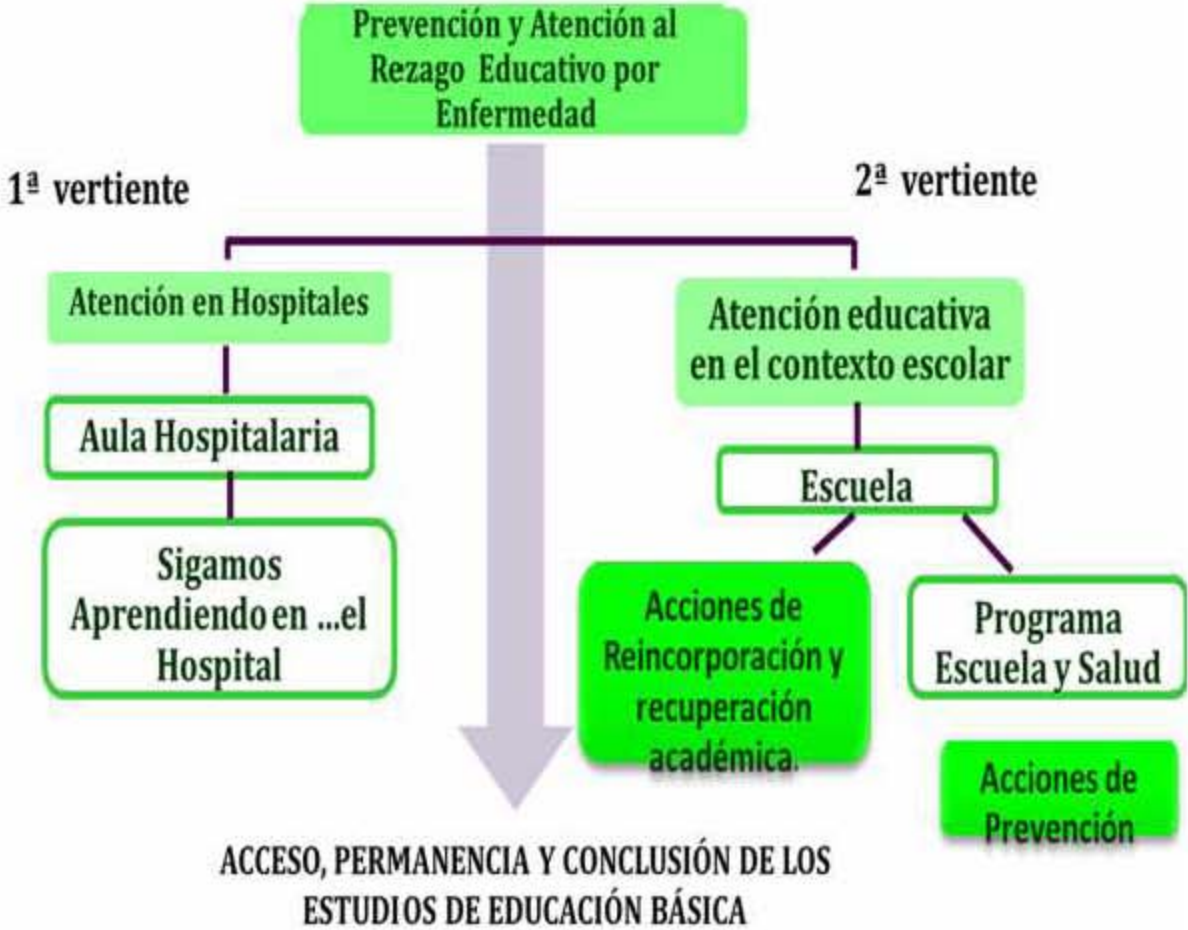 Prevención y Atención al
Rezago Educativo por
Enfermedad
1ª vertiente
2ª vertiente
Atención en Hospitales
Aula Hospitalaria
Sigamos
Aprendiendo en ...el
Hospital
Atención educativa
en el contexto escolar
Escuela
Acciones de
Reincorporación y
recuperación
académica.
Programa
Escuela y Salud
Acciones de
Prevención
ACCESO, PERMANENCIA Y CONCLUSIÓN DE LOS
ESTUDIOS DE EDUCACIÓN BÁSICA